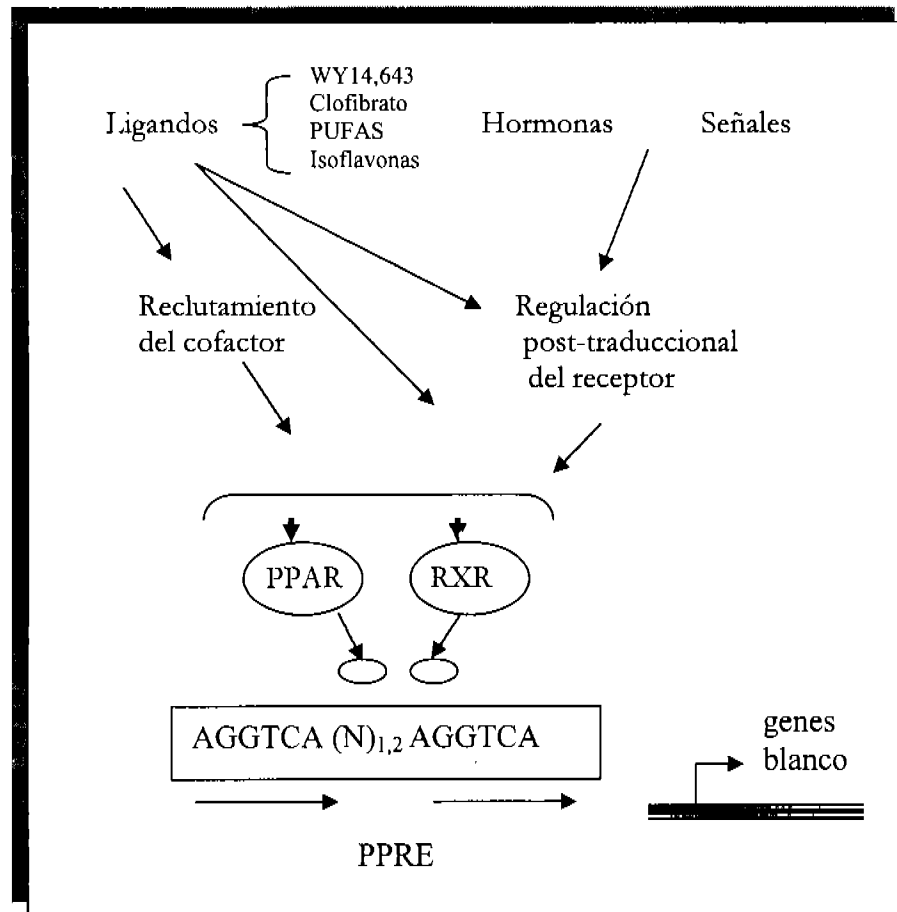 WY14,643
Clofibrato
Ligandos
PUFAS
Isoflavonas
Hormonas
Señales
Reclutamiento
del cofactor
Regulación
post-traduccional
del receptor
PPAR
RXR
AGGTCA (N)1,2 AGGTCA
PPRE
genes
blanco